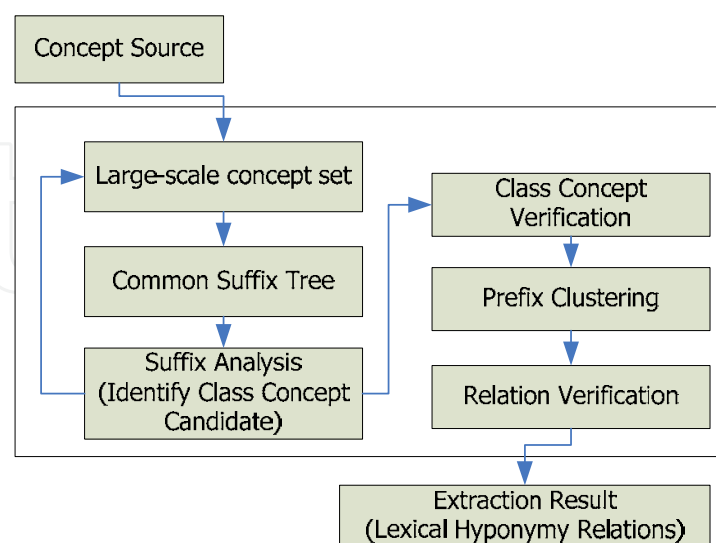 Concept Source
Large-scale concept set
Common Suffix Tree
Suffix Analysis
(Identify Class Concept
Candidate)
Class Concept
Verification
Prefix Clustering
Relation Verification
Extraction Result
(Lexical Hyponymy Relations)